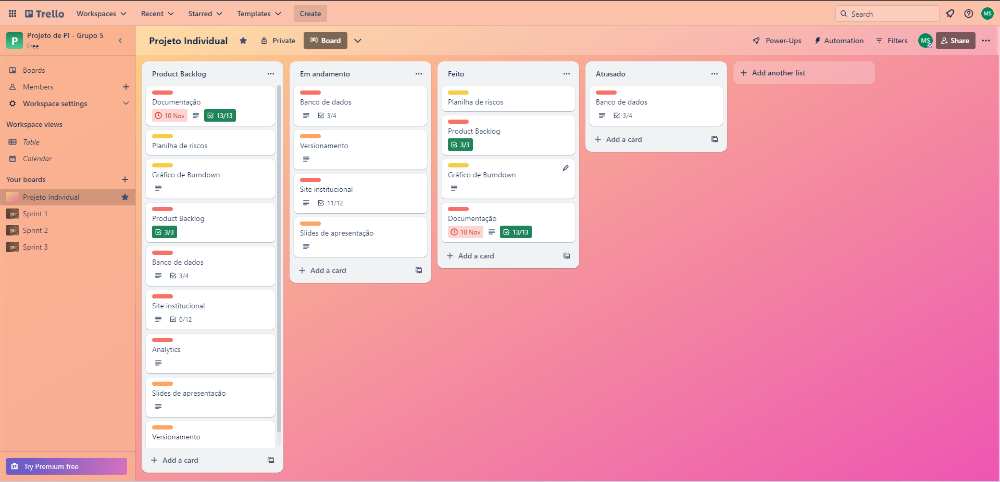 Trello
Workspaces
Recent
Starred
Templates
Create
Search
MS
P
Projeto de PI - Grupo 5
Free
Boards
Members
Workspace settings
Workspace views
Table
Calendar
Your boards
Projeto Individual
Sprint 1
Sprint 2
Sprint 3
Try Premium free
Projeto Individual
Private
Board
Power-Ups
Automation
Filters
MS
Share
Product Backlog
Documentação
10 Nov
13/13
Planilha de riscos
Gráfico de Burndown
Product Backlog
3/3
Banco de dados
3/4
Site institucional
0/12
Analytics
Slides de apresentação
Versionamento
Add a card
Em andamento
Banco de dados
3/4
Versionamento
Site institucional
11/12
Slides de apresentação
Add a card
Feito
Planilha de riscos
Product Backlog
3/3
Gráfico de Burndown
Documentação
10 Nov
13/13
Add a card
Atrasado
Banco de dados
3/4
Add a card
Add another list